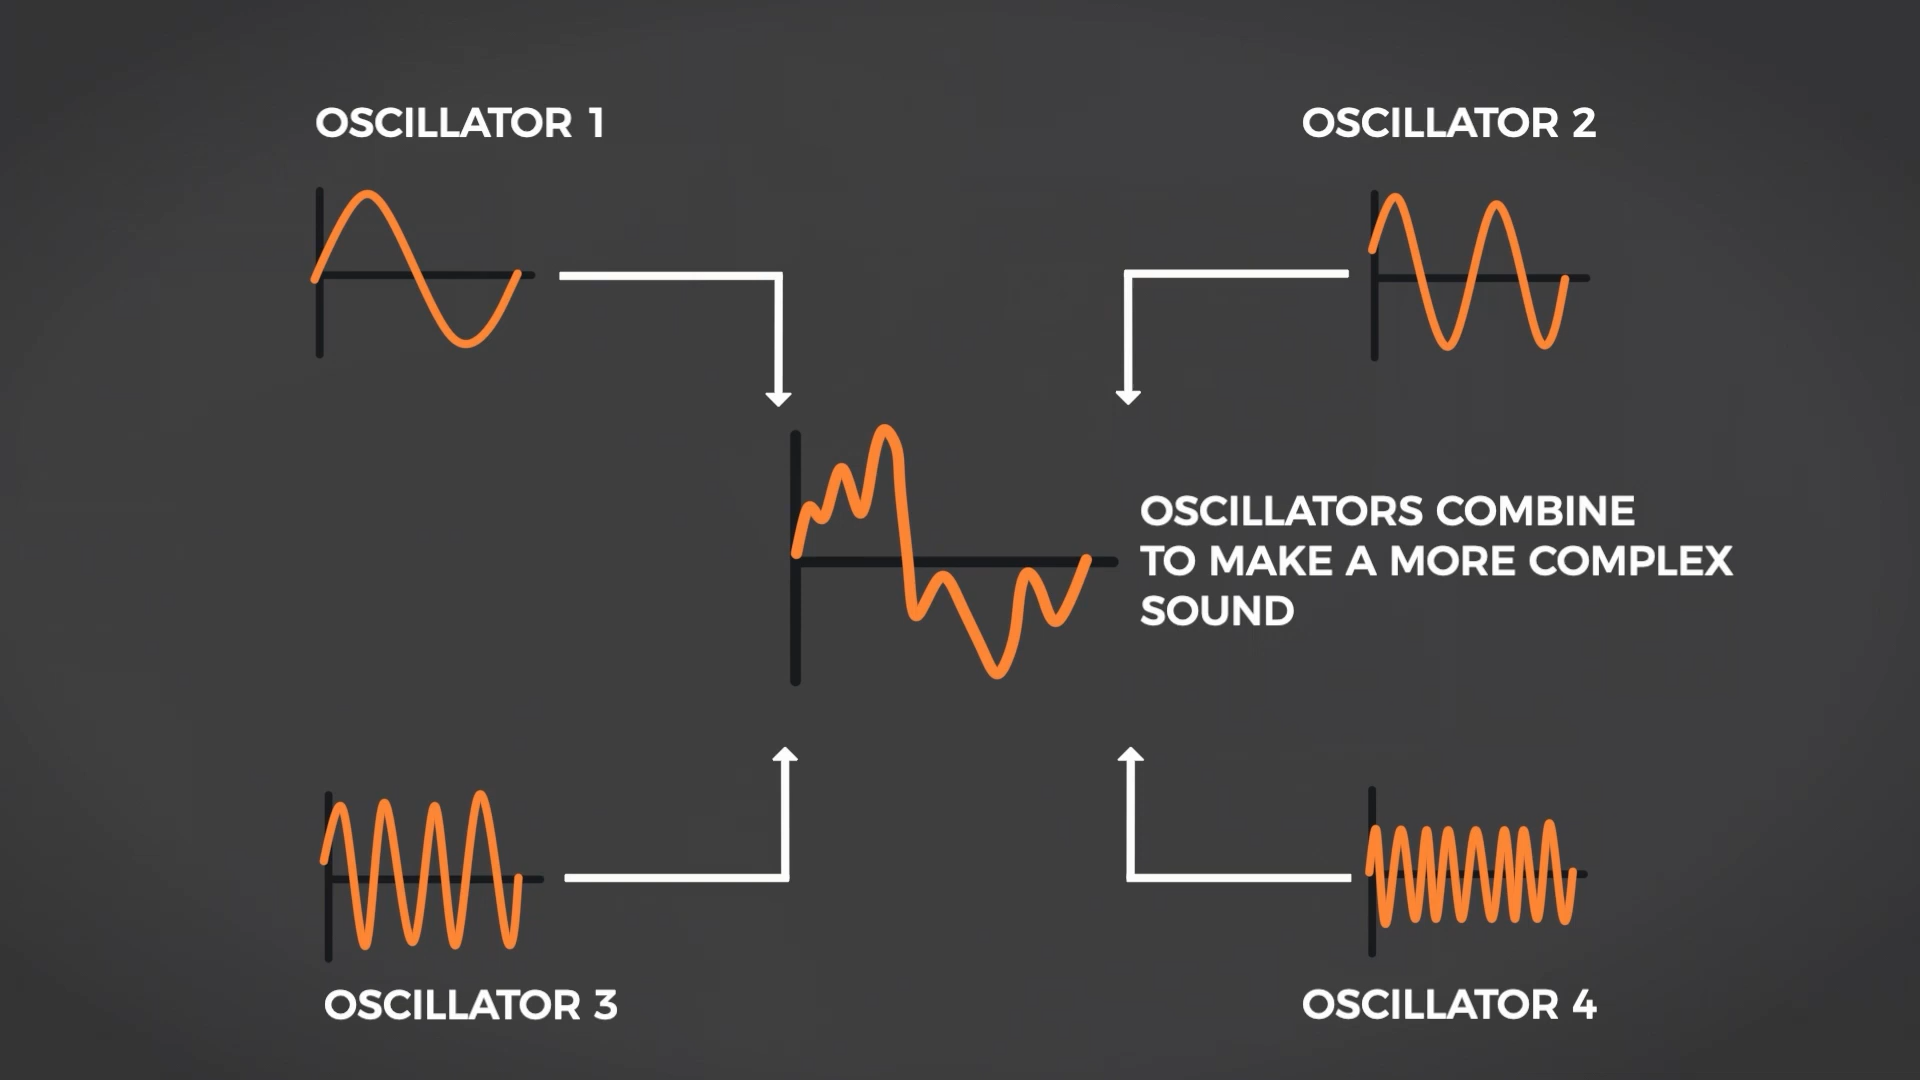 OSCILLATOR 1
OSCILLATOR 2
OSCILLATORS COMBINE
TO MAKE A MORE COMPLEX
SOUND
OSCILLATOR 3
OSCILLATOR 4